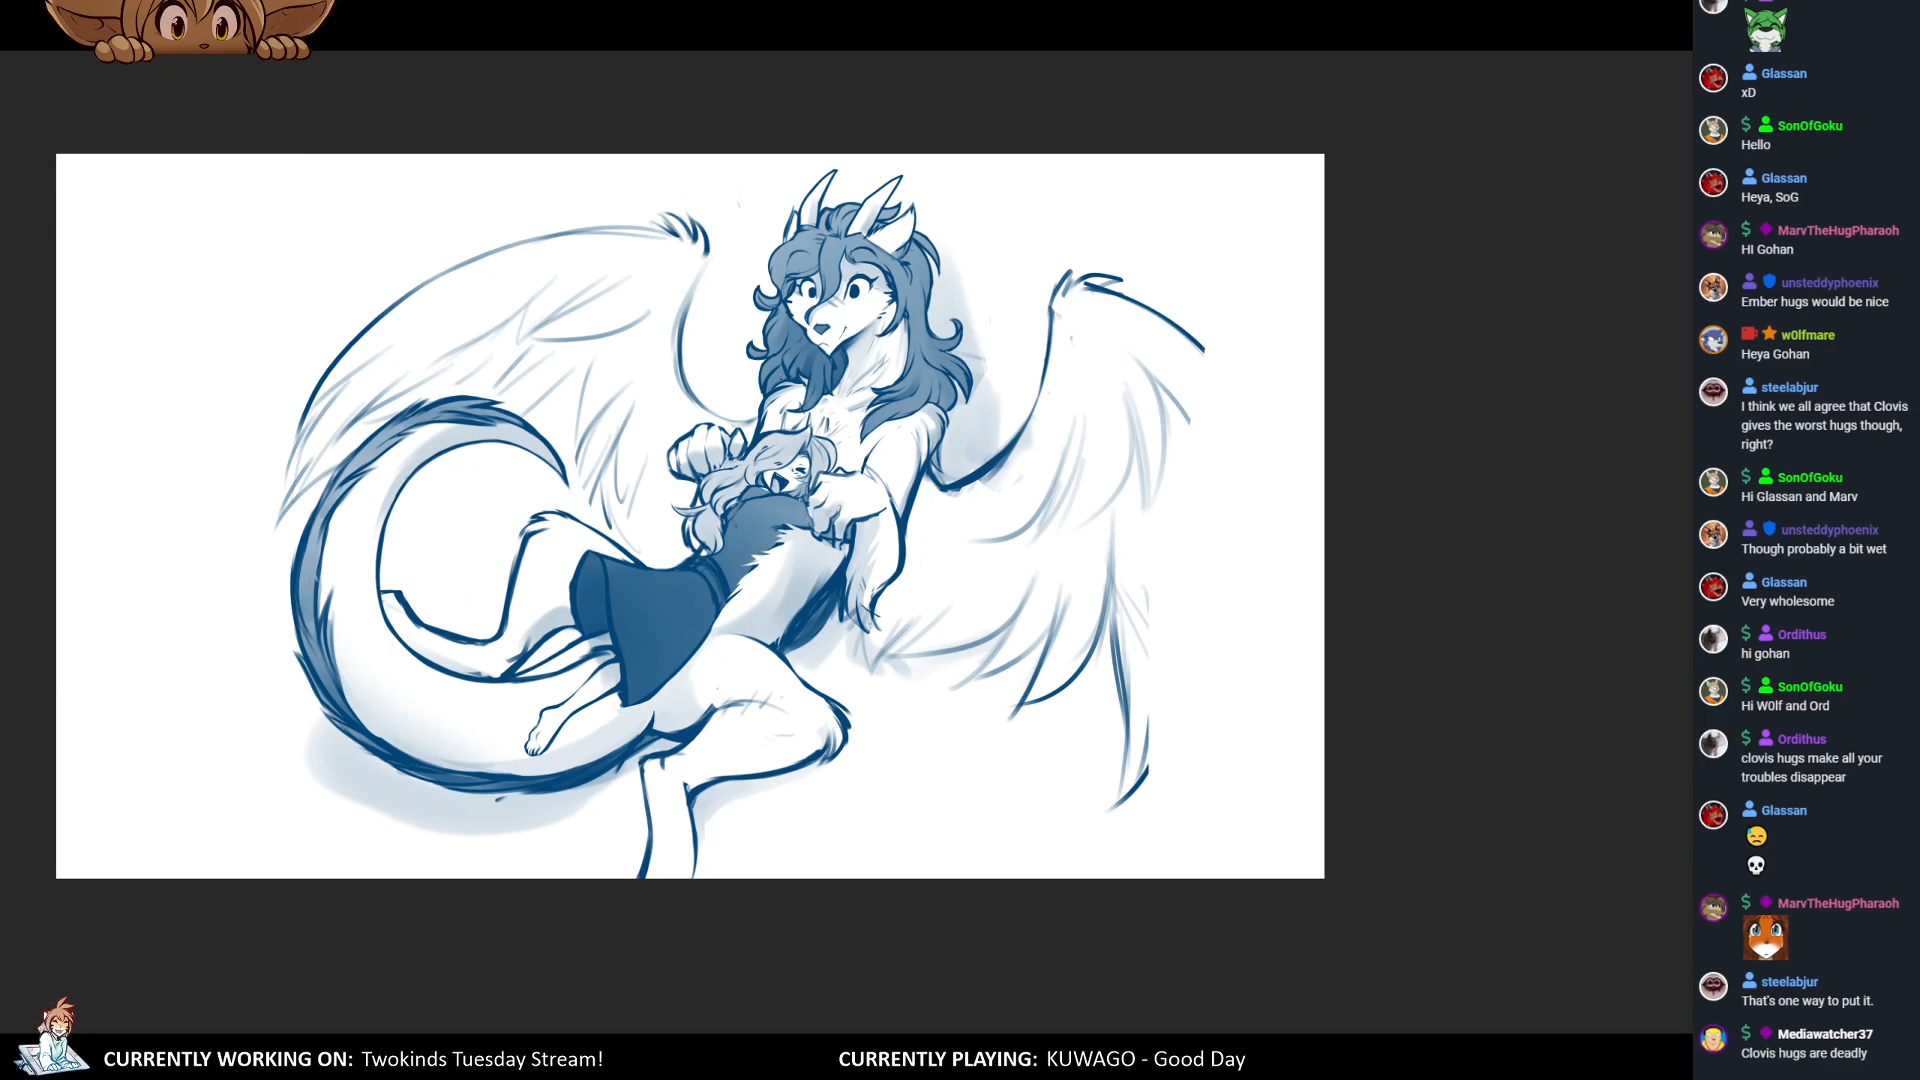 Glassan
xD
SonOfGoku
Hello
Glassan
Heya, SoG
MarvTheHugPharaoh
HI Gohan
unsteddyphoenix
Ember hugs would be nice
w0lfmare
Heya Gohan
steelabjur
I think we all agree that Clovis
gives the worst hugs though,
right?
SonOfGoku
Hi Glassan and Marv
unsteddyphoenix
Though probably a bit wet
Glassan
Very wholesome
Ordithus
hi gohan
SonOfGoku
Hi W0lf and Ord
Ordithus
clovis hugs make all your
troubles disappear
Glassan
MarvTheHugPharaoh
steelabjur
That's one way to put it.
Mediawatcher37
Clovis hugs are deadly
CURRENTLY WORKING ON: Twokinds Tuesday Stream!
CURRENTLY PLAYING: KUWAGO - Good Day